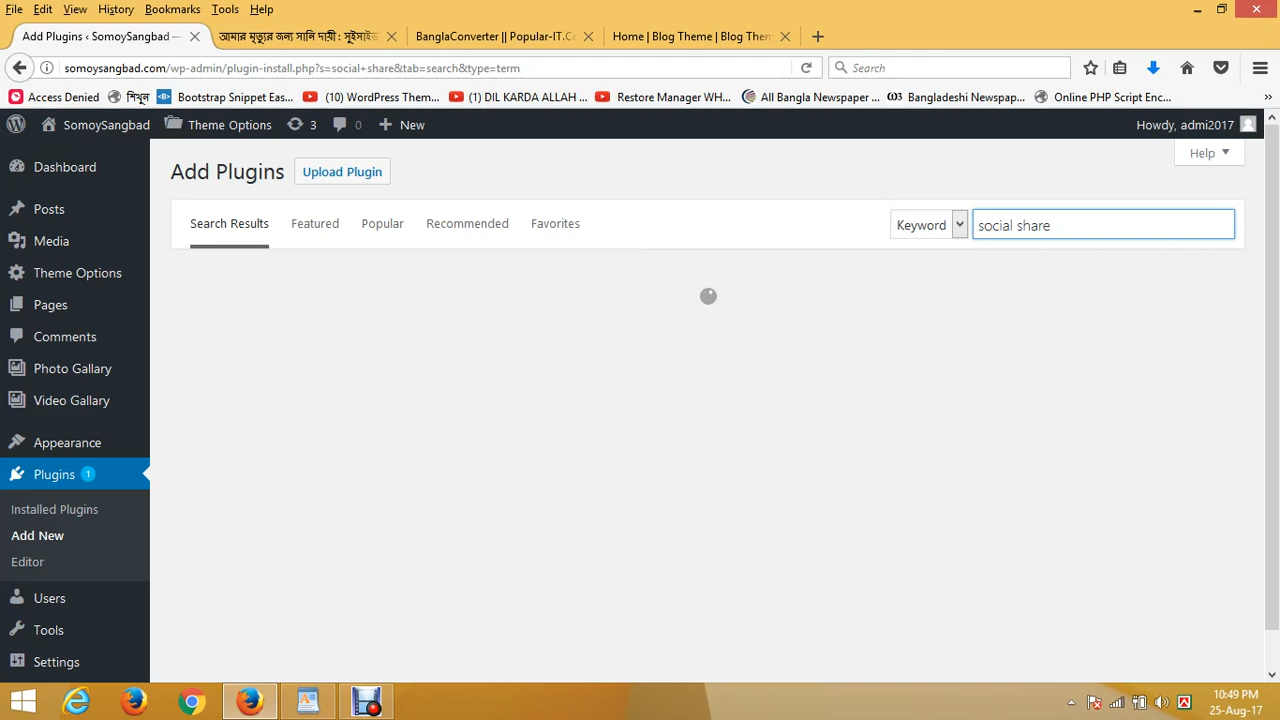 File Edit View History Bookmarks Tools Help
Add Plugins ‹ SomoySangbad —
আমার মৃত্যুর জন্য সানি দায়ী : সূইসাইড
BanglaConverter || Popular-IT.Co
Home | Blog Theme | Blog Them
somoysangbad.com/wp-admin/plugin-install.php?s=social+share&tab=search&type=term
Search
Access Denied
শিখুন
Bootstrap Snippet Eas...
(10) WordPress Them...
(1) DIL KARDA ALLAH ...
Restore Manager WH...
All Bangla Newspaper ...
Bangladeshi Newspap...
Online PHP Script Enc...
SomoySangbad
Theme Options
3
0
New
Howdy, admi2017
Dashboard
Posts
Media
Theme Options
Pages
Comments
Photo Gallary
Video Gallary
Appearance
Plugins 1
Installed Plugins
Add New
Editor
Users
Tools
Settings
Help
Add Plugins Upload Plugin
Search Results Featured Popular Recommended Favorites
Keyword social share
10:49 PM
25-Aug-17